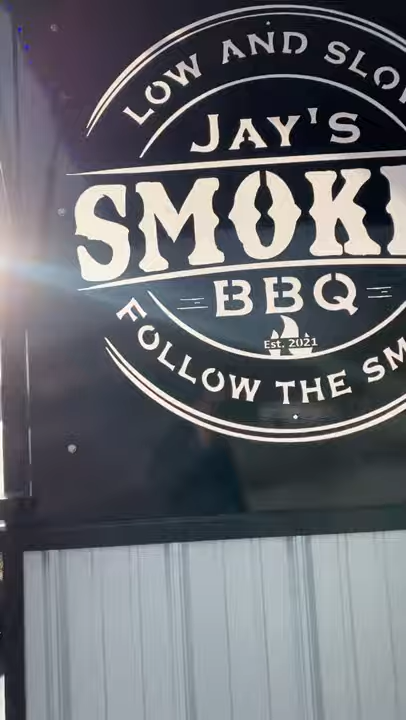 LOW AND SLO
JAY'S
SMOK
BBQ
Est. 2021
FOLLOW THE SM